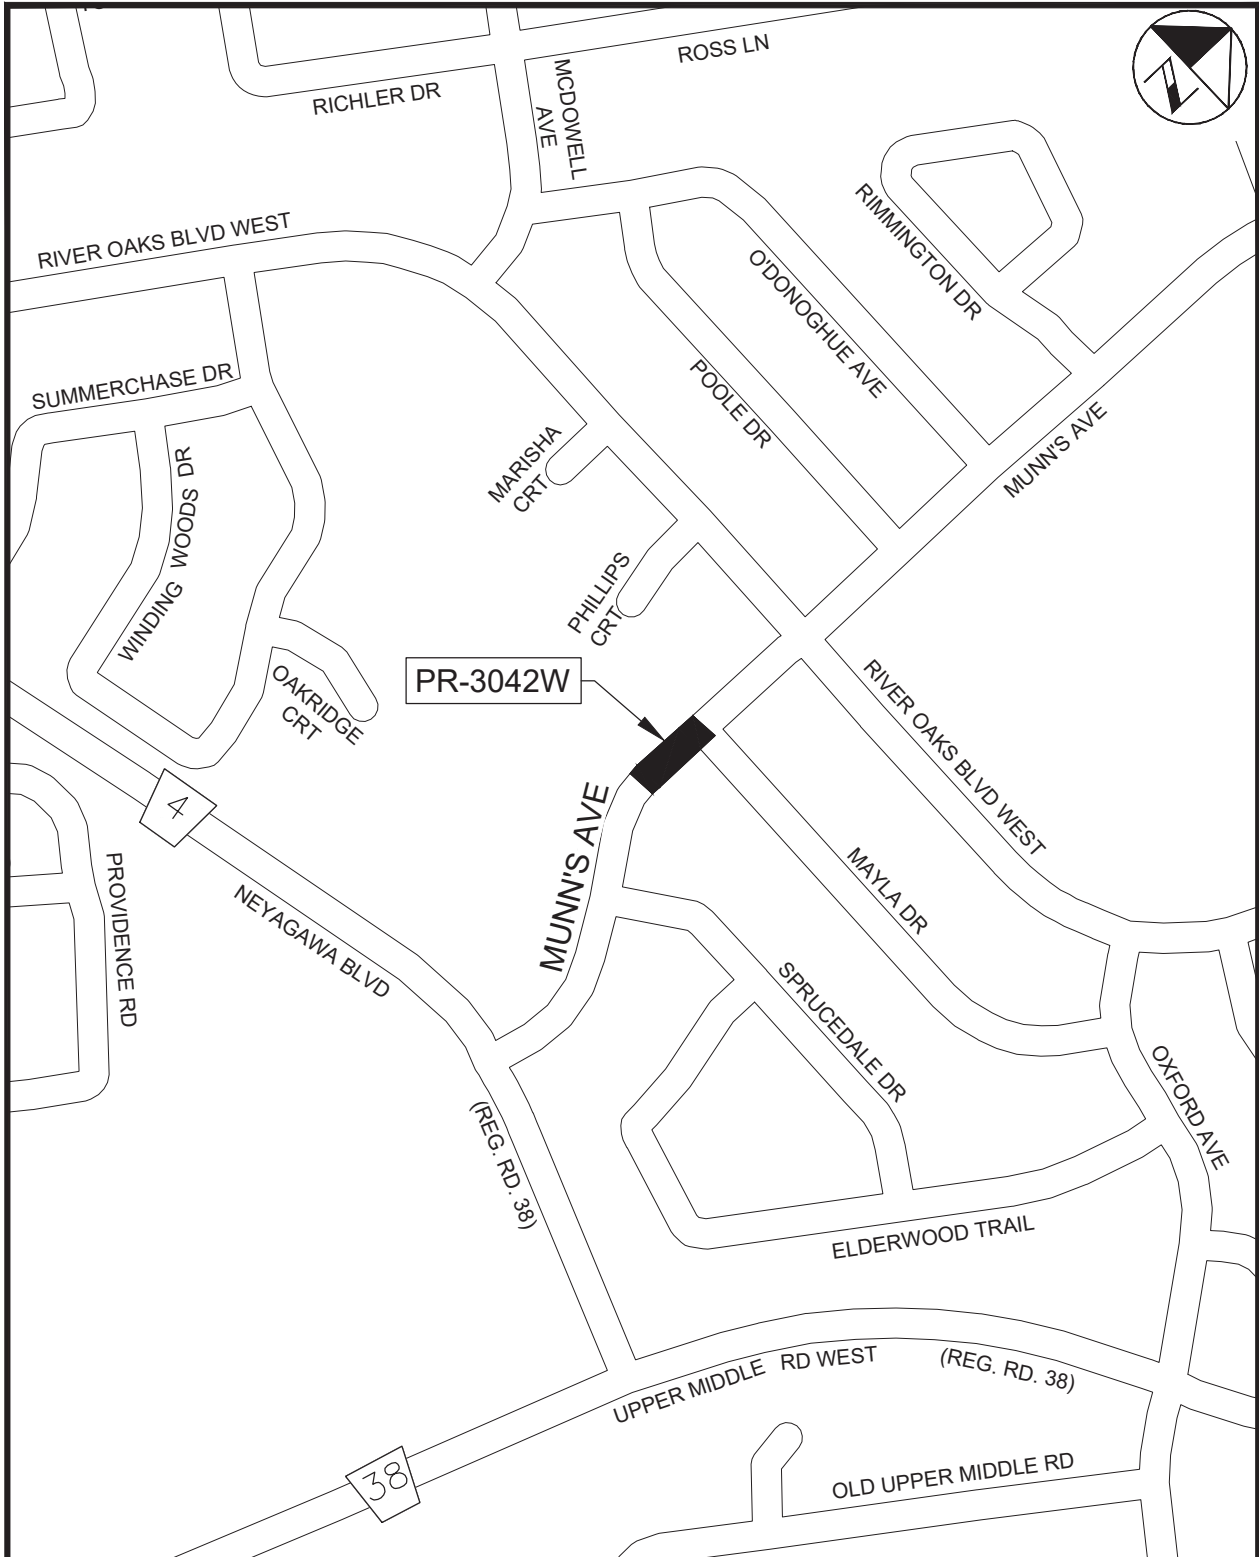 ROSS LN
RICHLER DR
MCDOWELL
AVE
RIVER OAKS BLVD WEST
RIMMINGTON DR
O'DONOGHUE AVE
SUMMERCHASE DR
POOLE DR
MUNN'S AVE
MARISHA
CRT
WINDING WOODS DR
PHILLIPS
CRT
OAKRIDGE
CRT
PR-3042W
RIVER OAKS BLVD WEST
4
MUNN'S AVE
PROVIDENCE RD
NEYAGAWA BLVD
MAYLA DR
SPRUCEDALE DR
OXFORD AVE
(REG. RD. 38)
ELDERWOOD TRAIL
UPPER MIDDLE RD WEST
(REG. RD. 38)
38
OLD UPPER MIDDLE RD